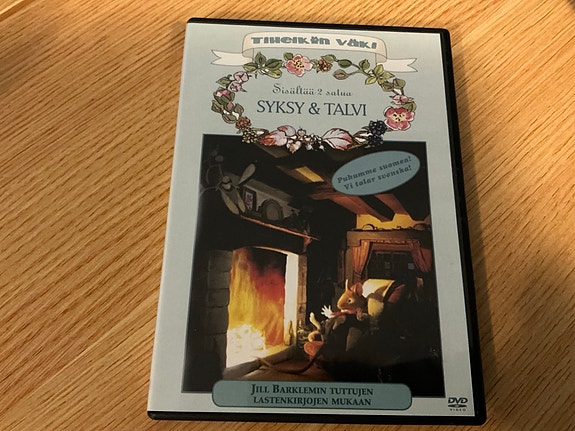 Tiheikön väki
Sisältää 2 satua
SYKSY & TALVI
Puhumme suomea!
Vi talar svenska!
JILL BARKLEMIN TUTTUJEN
LASTENKIRJOJEN MUKAAN
DVD
VIDEO